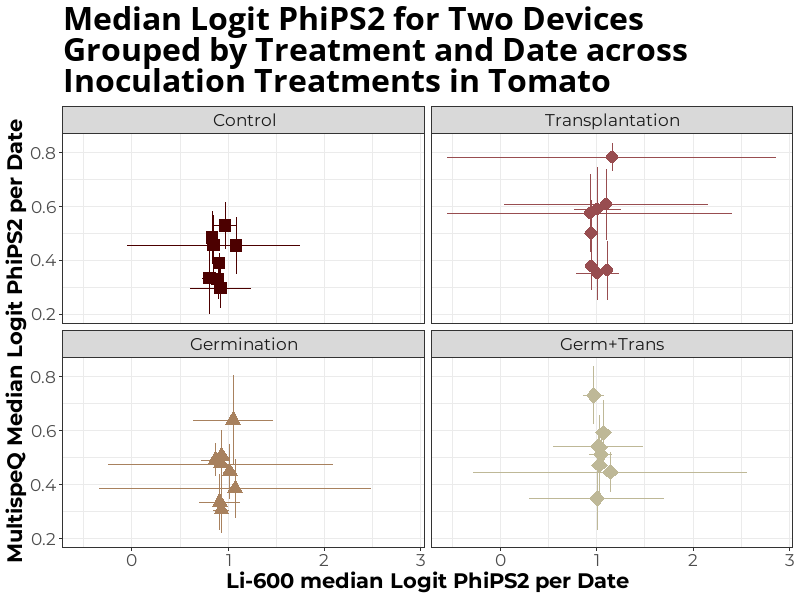 Median Logit PhiPS2 for Two Devices
Grouped by Treatment and Date across
Inoculation Treatments in Tomato
MultispeQ Median Logit PhiPS2 per Date
Control
Transplantation
0.8
0.6
0.4
0.2
Germination
Germ+Trans
0.8
0.6
0.4
0.2
0 1 2 3 0 1 2 3
Li-600 median Logit PhiPS2 per Date